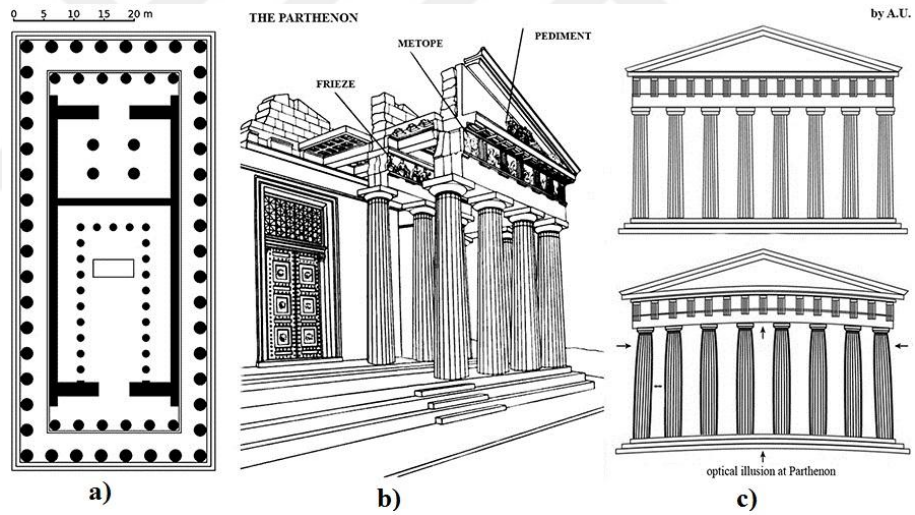 0 5 10 15 20 m
THE PARTHENON
by A.U.
METOPE
PEDIMENT
FRIEZE
optical illusion at Parthenon
a)
b)
c)